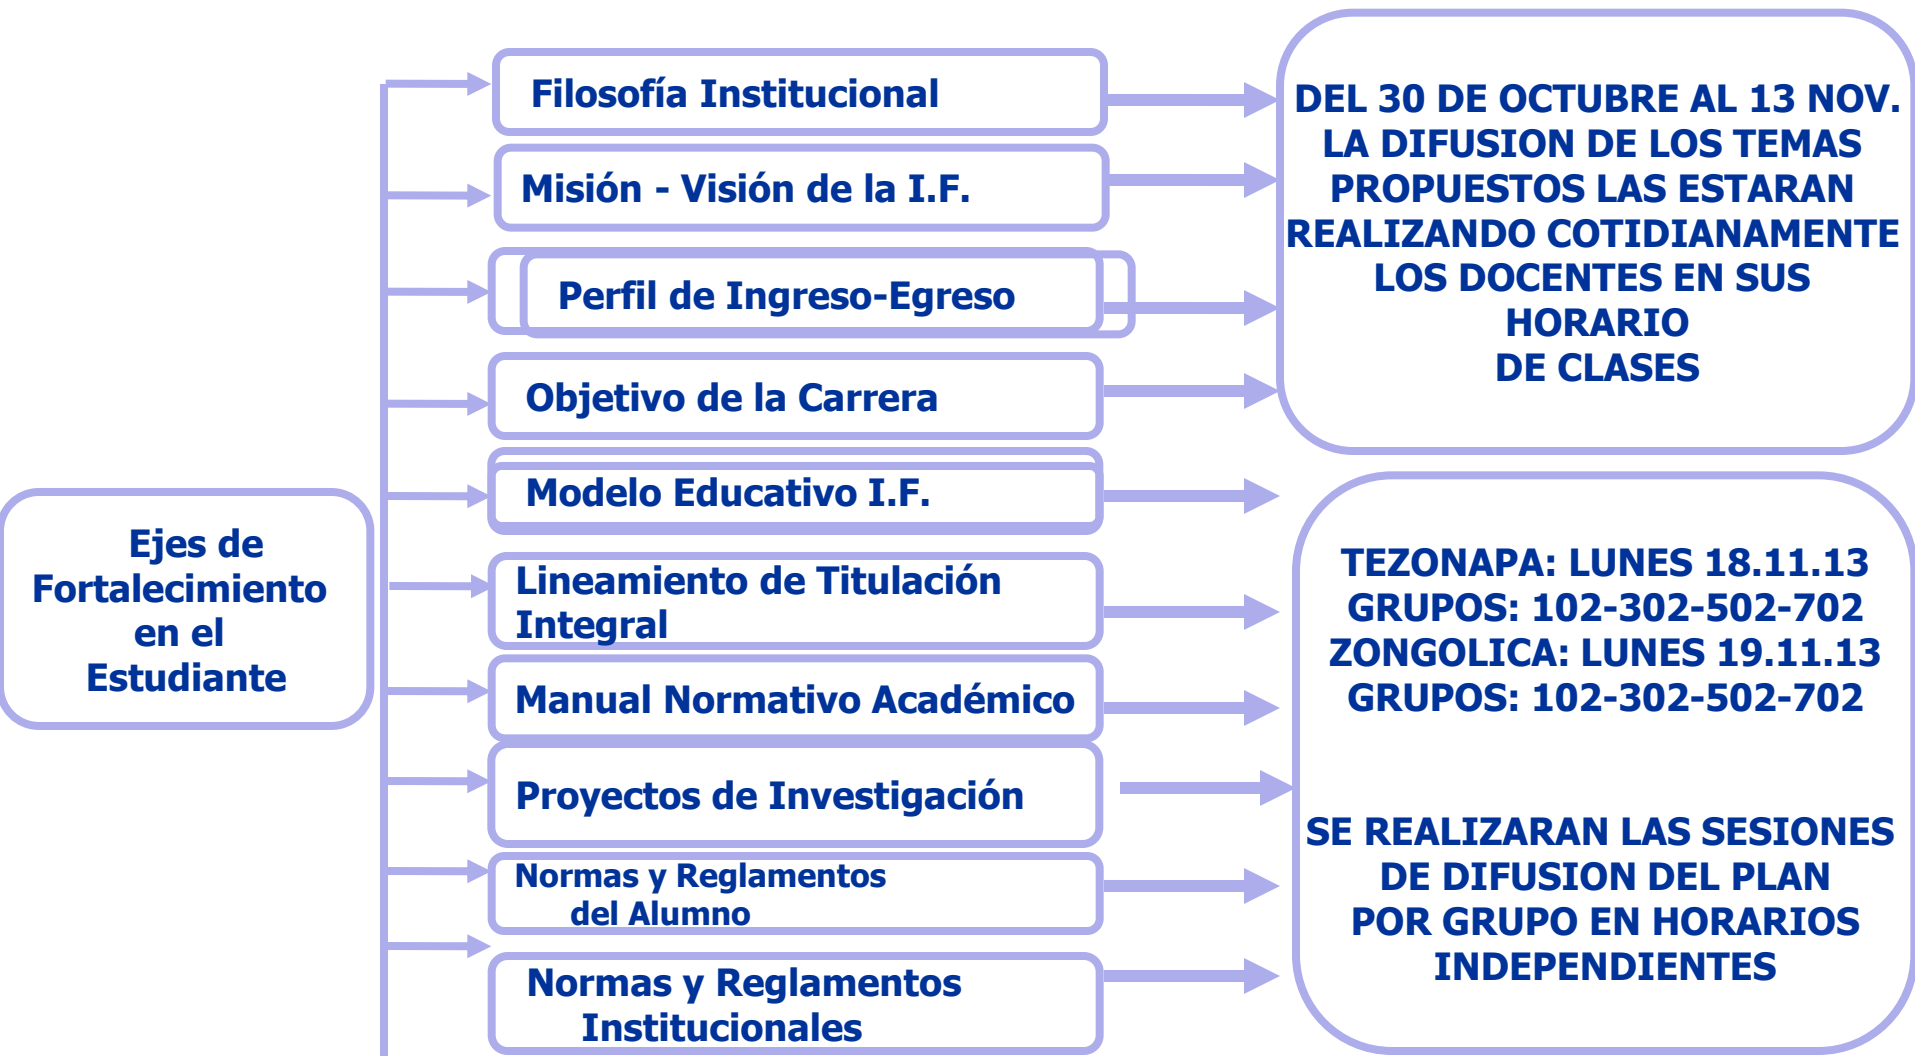 Ejes de
Fortalecimiento
en el
Estudiante
Filosofía Institucional
Misión - Visión de la I.F.
Perfil de Ingreso-Egreso
Objetivo de la Carrera
Modelo Educativo I.F.
Lineamiento de Titulación
Integral
Manual Normativo Académico
Proyectos de Investigación
Normas y Reglamentos
del Alumno
Normas y Reglamentos
Institucionales
DEL 30 DE OCTUBRE AL 13 NOV.
LA DIFUSION DE LOS TEMAS
PROPUESTOS LAS ESTARAN
REALIZANDO COTIDIANAMENTE
LOS DOCENTES EN SUS
HORARIO
DE CLASES
TEZONAPA: LUNES 18.11.13
GRUPOS: 102-302-502-702
ZONGOLICA: LUNES 19.11.13
GRUPOS: 102-302-502-702
SE REALIZARAN LAS SESIONES
DE DIFUSION DEL PLAN
POR GRUPO EN HORARIOS
INDEPENDIENTES